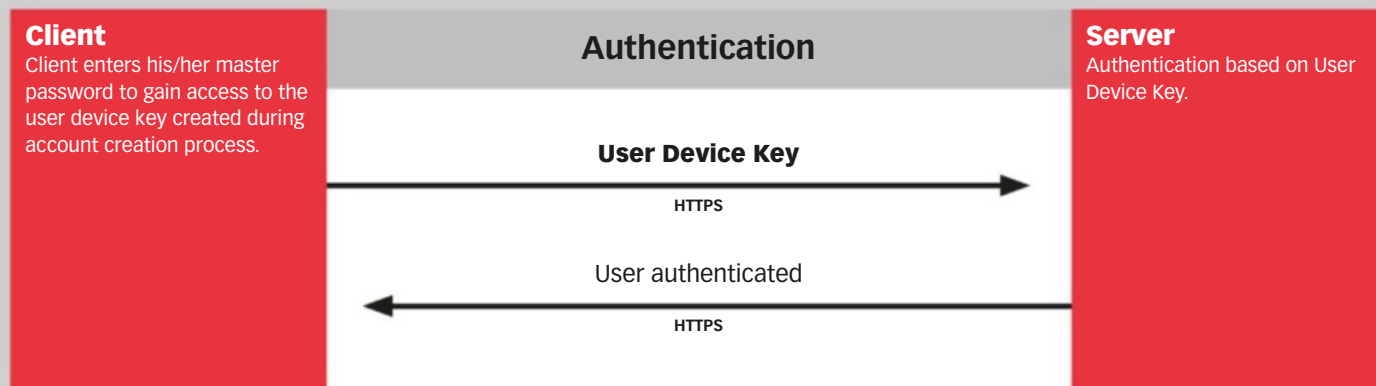 Client
Client enters his/her master
password to gain access to the
user device key created during
account creation process.
Authentication
User Device Key
HTTPS
User authenticated
HTTPS
Server
Authentication based on User
Device Key.